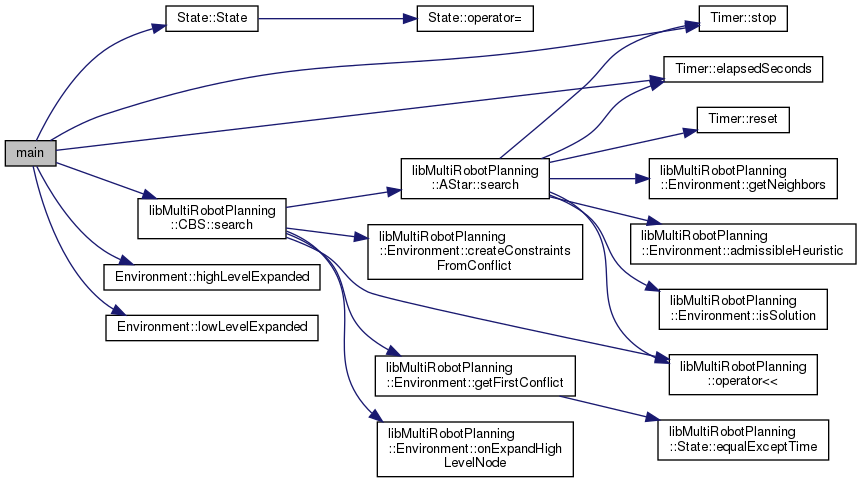 main
State::State
State::operator=
Timer::stop
Timer::elapsedSeconds
Timer::reset
libMultiRobotPlanning
::CBS::search
libMultiRobotPlanning
::AStar::search
libMultiRobotPlanning
::Environment::getNeighbors
libMultiRobotPlanning
::Environment::admissibleHeuristic
libMultiRobotPlanning
::Environment::createConstraints
FromConflict
Environment::highLevelExpanded
libMultiRobotPlanning
::Environment::isSolution
Environment::lowLevelExpanded
libMultiRobotPlanning
::Environment::getFirstConflict
libMultiRobotPlanning
::operator<<
libMultiRobotPlanning
::Environment::onExpandHigh
LevelNode
libMultiRobotPlanning
::State::equalExceptTime